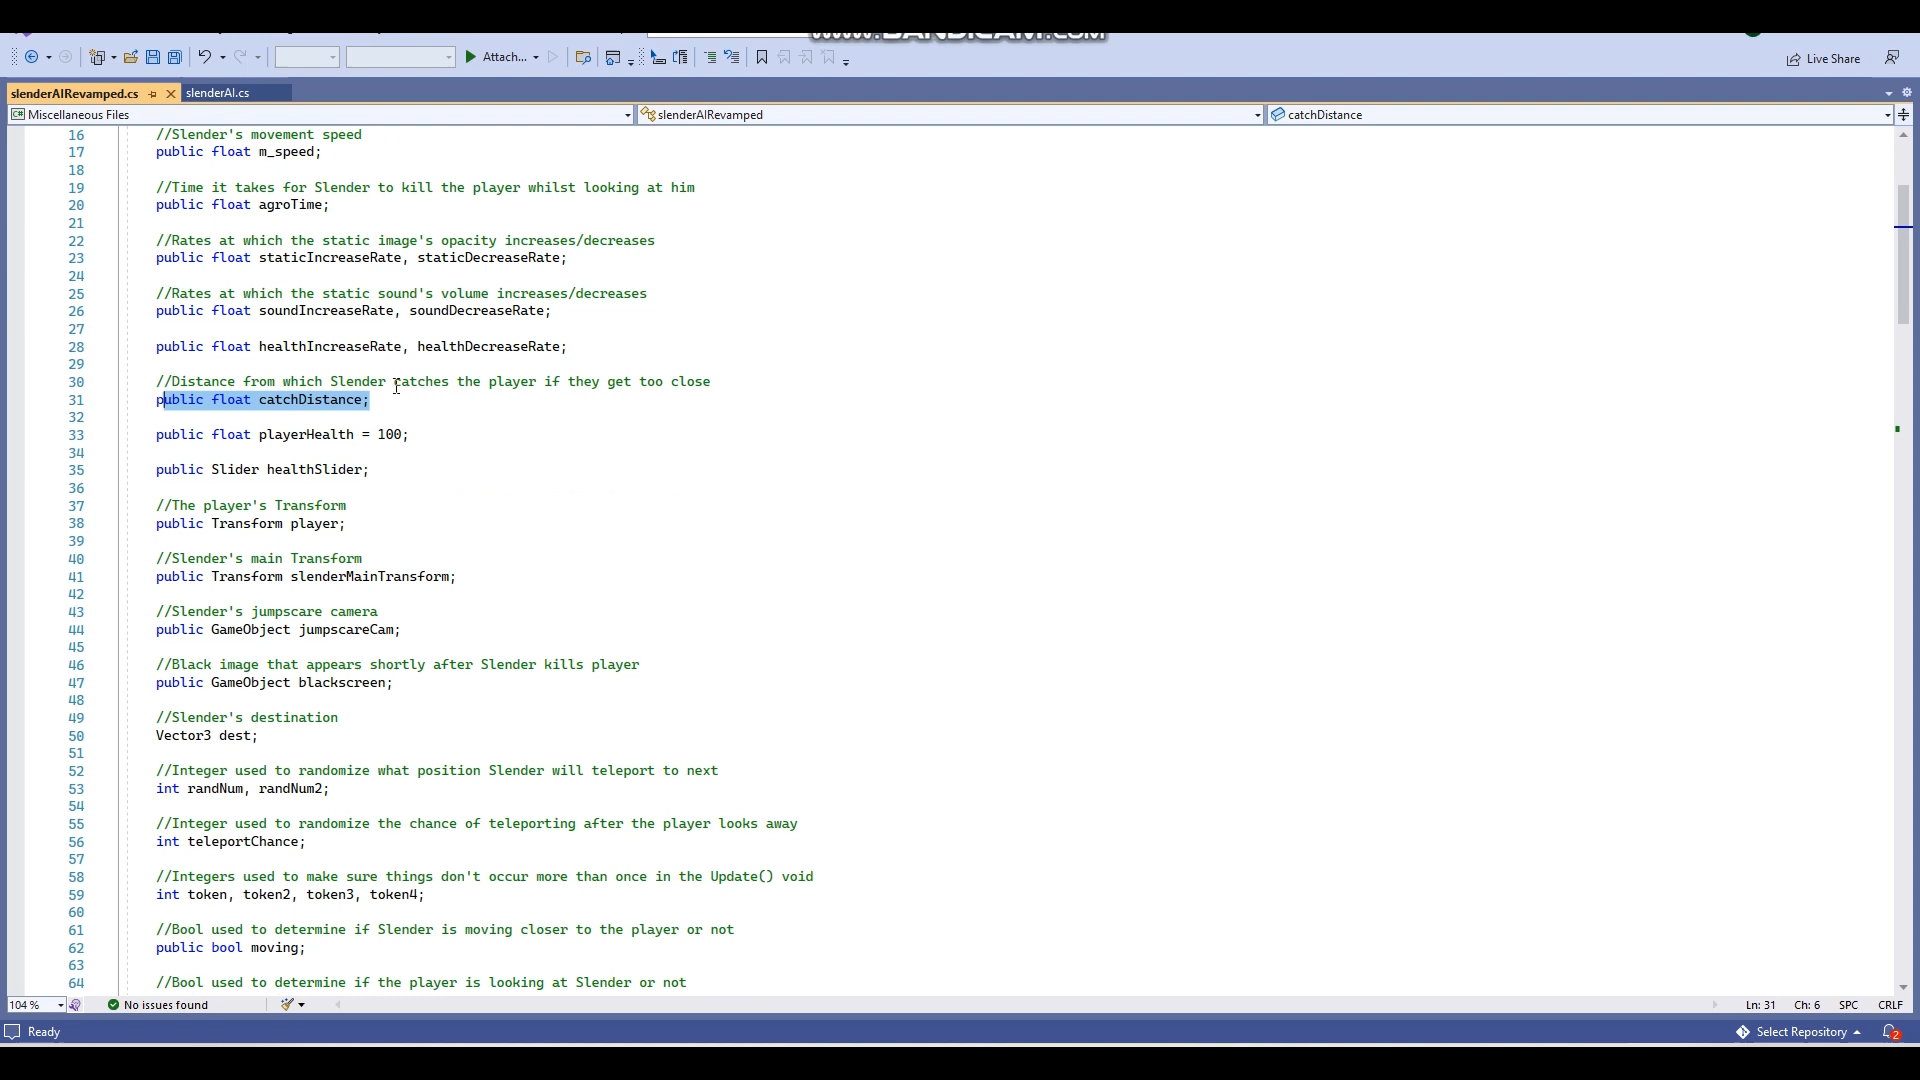 www.BANDICAM.com
Attach...
Live Share
slenderAIRevamped.cs
slenderAI.cs
C# Miscellaneous Files
slenderAIRevamped
catchDistance
16 //Slender's movement speed
17 public float m_speed;
18
19 //Time it takes for Slender to kill the player whilst looking at him
20 public float agroTime;
21
22 //Rates at which the static image's opacity increases/decreases
23 public float staticIncreaseRate, staticDecreaseRate;
24
25 //Rates at which the static sound's volume increases/decreases
26 public float soundIncreaseRate, soundDecreaseRate;
27
28 public float healthIncreaseRate, healthDecreaseRate;
29
30 //Distance from which Slender catches the player if they get too close
31 public float catchDistance;
32
33 public float playerHealth = 100;
34
35 public Slider healthSlider;
36
37 //The player's Transform
38 public Transform player;
39
40 //Slender's main Transform
41 public Transform slenderMainTransform;
42
43 //Slender's jumpscare camera
44 public GameObject jumpscareCam;
45
46 //Black image that appears shortly after Slender kills player
47 public GameObject blackscreen;
48
49 //Slender's destination
50 Vector3 dest;
51
52 //Integer used to randomize what position Slender will teleport to next
53 int randNum, randNum2;
54
55 //Integer used to randomize the chance of teleporting after the player looks away
56 int teleportChance;
57
58 //Integers used to make sure things don't occur more than once in the Update() void
59 int token, token2, token3, token4;
60
61 //Bool used to determine if Slender is moving closer to the player or not
62 public bool moving;
63
64 //Bool used to determine if the player is looking at Slender or not
104 %
No issues found
Ln: 31
Ch: 6
SPC
CRLF
Ready
Select Repository
2